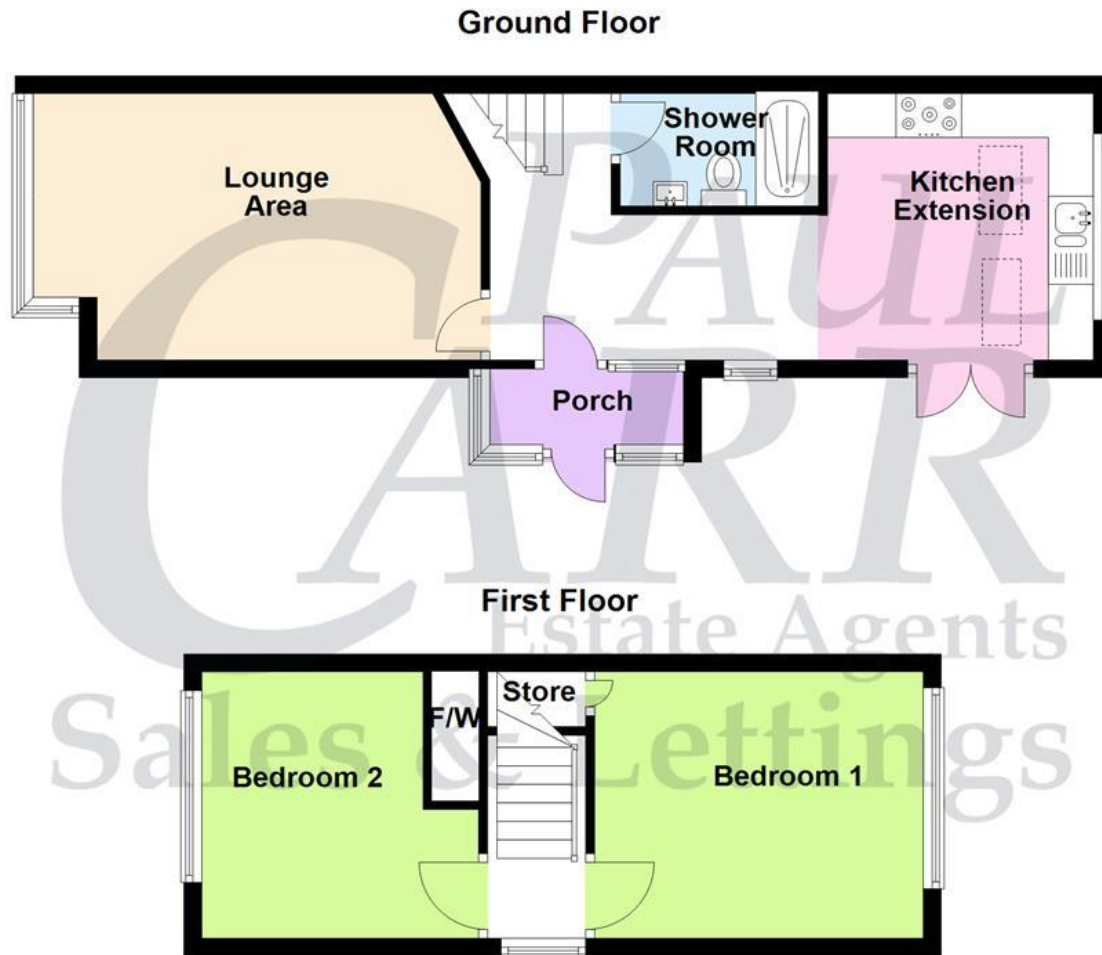 Ground Floor
Lounge
Area
Shower
Room
Kitchen
Extension
Porch
PAUL
CARR
Estate Agents
Sales & Lettings
First Floor
Store
F/W
Bedroom 2
Bedroom 1